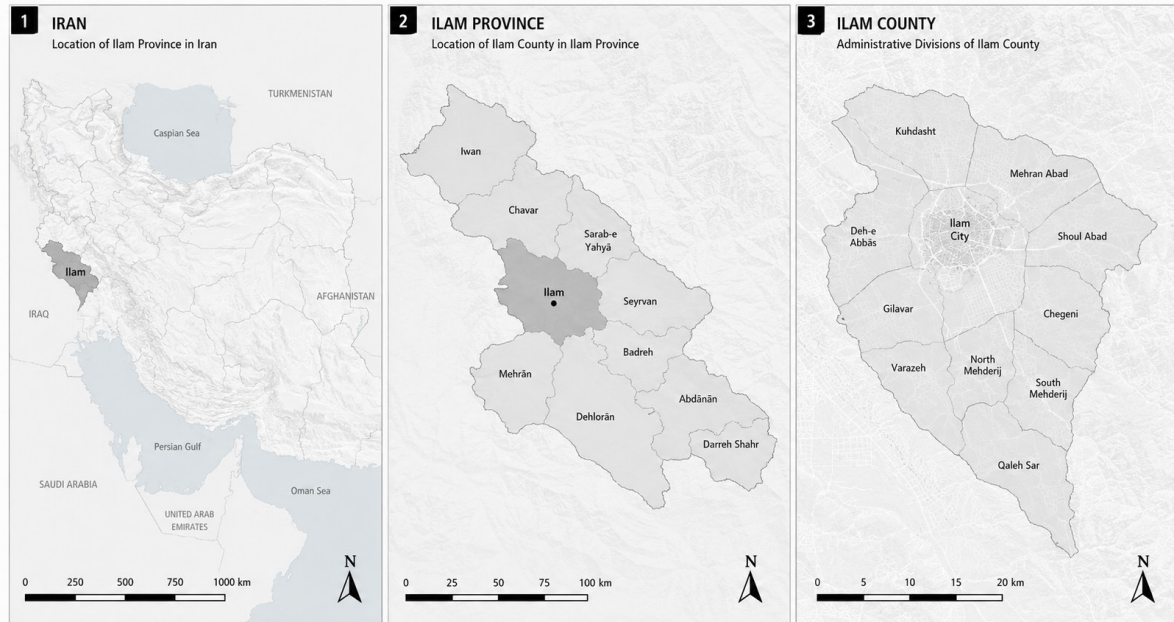 1
IRAN
Location of Ilam Province in Iran
TURKMENISTAN
Caspian Sea
Ilam
AFGHANISTAN
IRAQ
Persian Gulf
SAUDI ARABIA
Oman Sea
UNITED ARAB
EMIRATES
N
0 250 500 750 1000 km
2
ILAM PROVINCE
Location of Ilam County in Ilam Province
Iwan
Chavar
Sarab-e
Yahyā
Ilam
Seyrvan
Badreh
Mehrān
Abdānān
Dehlorān
Darreh Shahr
N
0 25 50 75 100 km
3
ILAM COUNTY
Administrative Divisions of Ilam County
Kuhdasht
Mehran Abad
Ilam
City
Deh-e
Abbās
Shoul Abad
Gilavar
Chegeni
Varazeh
North
Mehderij
South
Mehderij
Qaleh Sar
N
0 5 10 15 20 km